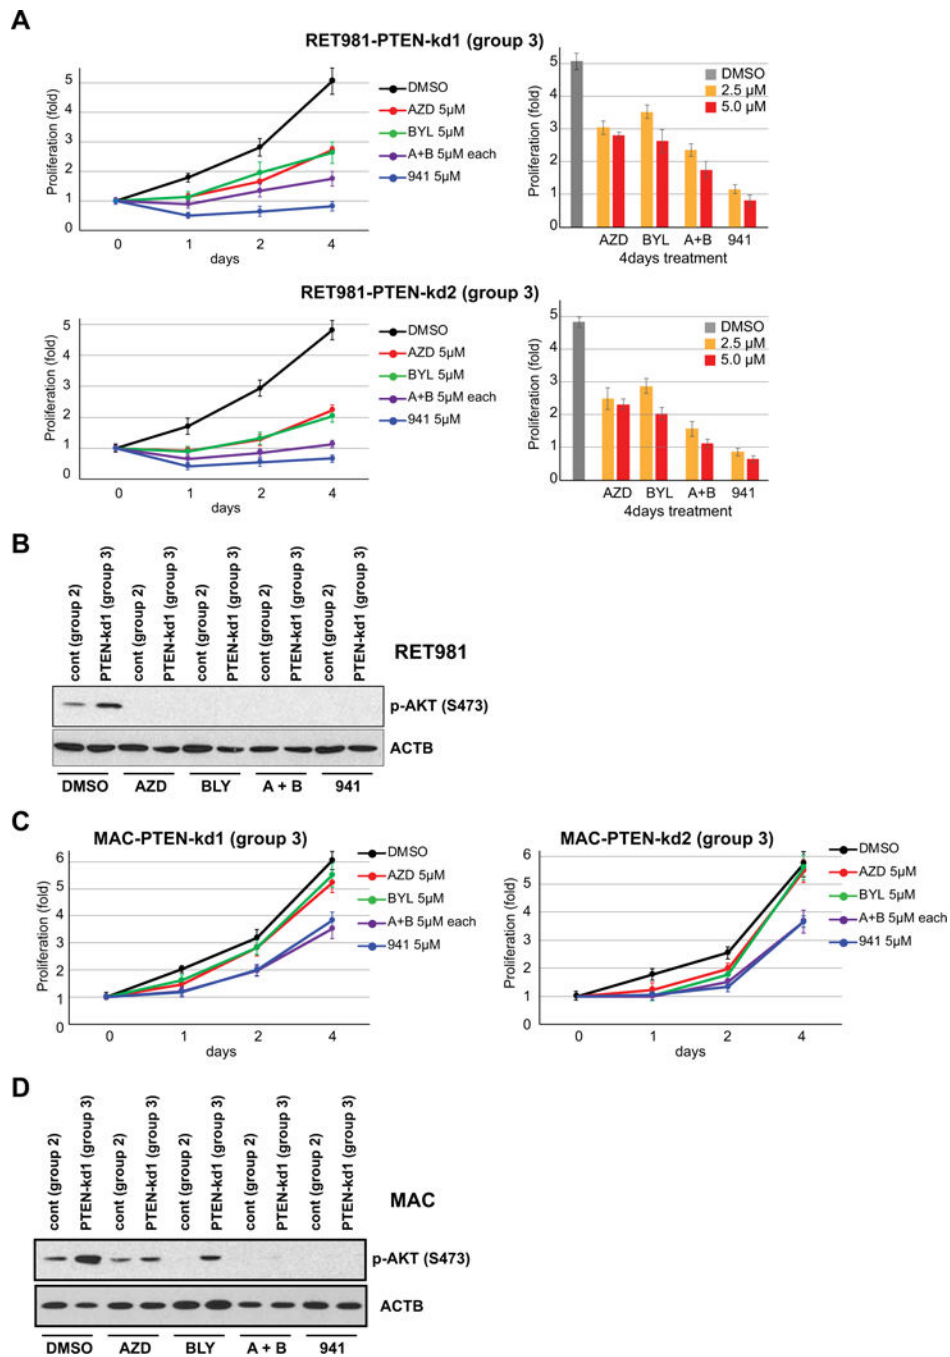 A
RET981-PTEN-kd1 (group 3)
Proliferation (fold)
5
4
3
2
1
0
0 1 2 4
days
DMSO
AZD 5µM
BYL 5µM
A+B 5µM each
941 5µM
Proliferation (fold)
5
4
3
2
1
0
DMSO
2.5 µM
5.0 µM
AZD BYL A+B 941
4days treatment
RET981-PTEN-kd2 (group 3)
Proliferation (fold)
5
4
3
2
1
0
0 1 2 4
days
DMSO
AZD 5µM
BYL 5µM
A+B 5µM each
941 5µM
Proliferation (fold)
5
4
3
2
1
0
DMSO
2.5 µM
5.0 µM
AZD BYL A+B 941
4days treatment
B
cont (group 2)
PTEN-kd1 (group 3)
cont (group 2)
PTEN-kd1 (group 3)
cont (group 2)
PTEN-kd1 (group 3)
cont (group 2)
PTEN-kd1 (group 3)
cont (group 2)
PTEN-kd1 (group 3)
RET981
p-AKT (S473)
ACTB
DMSO AZD BLY A + B 941
C
MAC-PTEN-kd1 (group 3)
Proliferation (fold)
6
5
4
3
2
1
0
0 1 2 4
days
DMSO
AZD 5µM
BYL 5µM
A+B 5µM each
941 5µM
MAC-PTEN-kd2 (group 3)
Proliferation (fold)
6
5
4
3
2
1
0
0 1 2 4
days
DMSO
AZD 5µM
BYL 5µM
A+B 5µM each
941 5µM
D
cont (group 2)
PTEN-kd1 (group 3)
cont (group 2)
PTEN-kd1 (group 3)
cont (group 2)
PTEN-kd1 (group 3)
cont (group 2)
PTEN-kd1 (group 3)
cont (group 2)
PTEN-kd1 (group 3)
MAC
p-AKT (S473)
ACTB
DMSO AZD BLY A + B 941